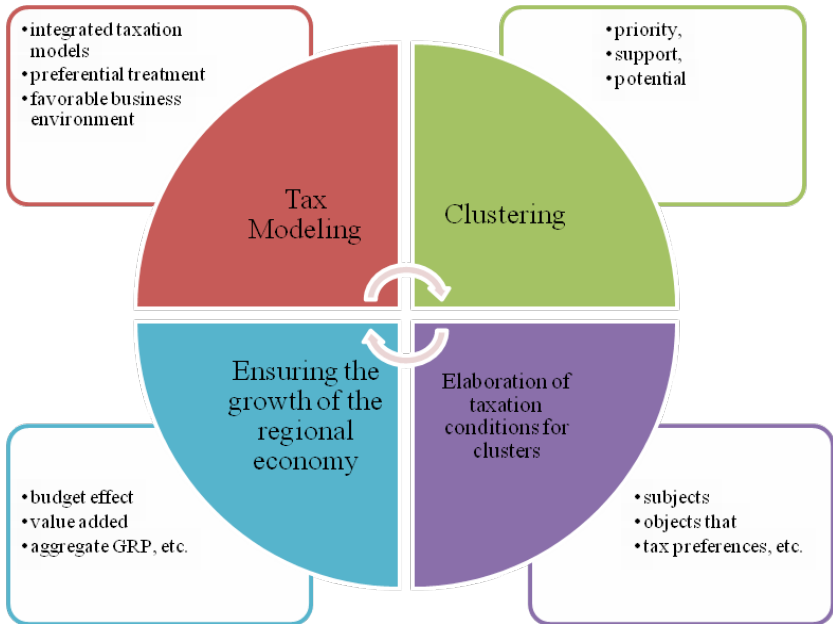 •integrated taxation
models
•preferential treatment
•favorable business
environment
•priority,
•support,
•potential
Tax
Modeling
Clustering
Ensuring the
growth of the
regional
economy
Elaboration of
taxation
conditions for
clusters
•budget effect
•value added
•aggregate GRP, etc.
•subjects
•objects that
•tax preferences, etc.